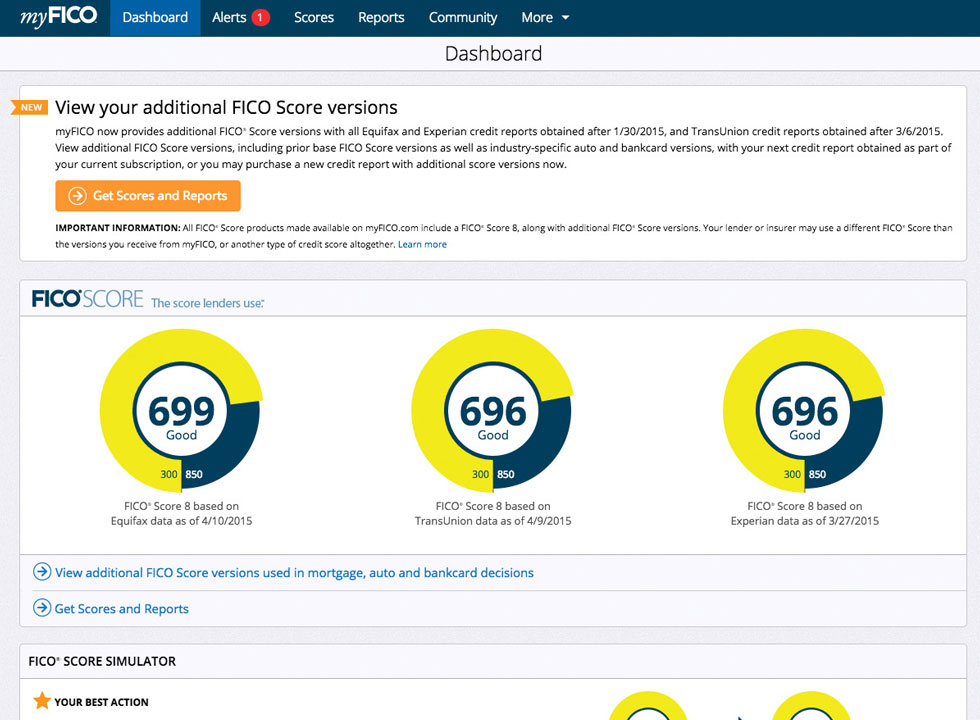 myFICO Dashboard Alerts 1 Scores Reports Community More
Dashboard
NEW View your additional FICO Score versions
myFICO now provides additional FICO® Score versions with all Equifax and Experian credit reports obtained after 1/30/2015, and TransUnion credit reports obtained after 3/6/2015.
View additional FICO Score versions, including prior base FICO Score versions as well as industry-specific auto and bankcard versions, with your next credit report obtained as part of
your current subscription, or you may purchase a new credit report with additional score versions now.
Get Scores and Reports
IMPORTANT INFORMATION: All FICO® Score products made available on myFICO.com include a FICO® Score 8, along with additional FICO® Score versions. Your lender or insurer may use a different FICO® Score than
the versions you receive from myFICO, or another type of credit score altogether. Learn more
FICO® SCORE The score lenders use.™
699 696 696
Good Good Good
300 850 300 850 300 850
FICO® Score 8 based on FICO® Score 8 based on FICO® Score 8 based on
Equifax data as of 4/10/2015 TransUnion data as of 4/9/2015 Experian data as of 3/27/2015
View additional FICO Score versions used in mortgage, auto and bankcard decisions
Get Scores and Reports
FICO® SCORE SIMULATOR
YOUR BEST ACTION